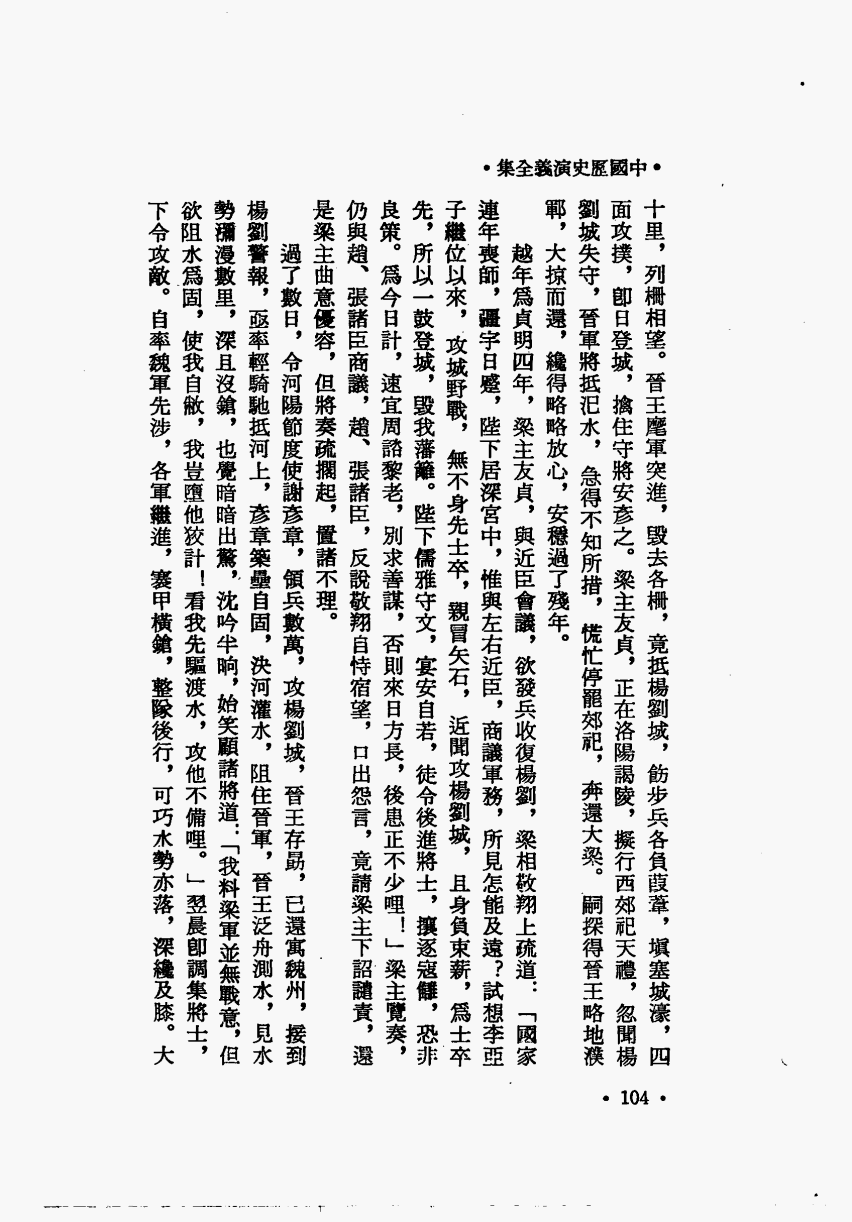 •中國歷史演義全集•
十里，列柵相望。晉王麾軍突進，毀去各柵，竟抵楊劉城，飭步兵各負葭葦，塡塞城濠，四
面攻撲，卽日登城，擒住守將安彥之。梁主友貞，正在洛陽謁陵，擬行西郊祀天禮，忽聞楊
劉城失守，晉軍將抵汜水，急得不知所措，慌忙停罷郊祀，奔還大梁。嗣探得晉王略地濮
鄆，大掠而還，纔得略略放心，安穩過了殘年。
越年爲貞明四年，梁主友貞，與近臣會議，欲發兵收復楊劉，梁相敬翔上疏道：「國家
連年喪師，疆宇日蹙，陛下居深宮中，惟與左右近臣，商議軍務，所見怎能及遠？試想李亞
子繼位以來，攻城野戰，無不身先士卒，親冒矢石，近聞攻楊劉城，且身負束薪，爲士卒
先，所以一鼓登城，毀我藩籬。陛下儒雅守文，宴安自若，徒令後進將士，攘逐寇讎，恐非
良策。爲今日計，速宜周諮黎老，別求善謀，否則來日方長，後患正不少哩！」梁主覽奏，
仍與趙、張諸臣商議，趙、張諸臣，反說敬翔自恃宿望，口出怨言，竟請梁主下詔譴責，還
是梁主曲意優容，但將奏疏擱起，置諸不理。
過了數日，令河陽節度使謝彥章，領兵數萬，攻楊劉城，晉王存勗，已還寓魏州，接到
楊劉警報，亟率輕騎馳抵河上，彥章築壘自固，決河灌水，阻住晉軍，晉王泛舟測水，見水
勢瀰漫數里，深且沒鎗，也覺暗暗出驚，沈吟半晌，始笑顧諸將道：「我料梁軍並無戰意，但
欲阻水爲固，使我自敝，我豈墮他狡計！看我先驅渡水，攻他不備哩。」翌晨卽調集將士，
下令攻敵。自率魏軍先涉，各軍繼進，褰甲橫鎗，整隊後行，可巧水勢亦落，深纔及膝。大
•104•